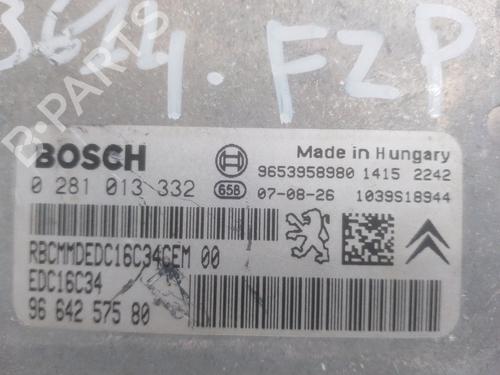 3614.FZP
B-PARTS
BOSCH
Made in Hungary
9653958980 1415 2242
0 281 013 332 658 07-08-26 1039S18944
RBCMMDEDC16C34GEM 00
EDC16C34
96 642 575 80